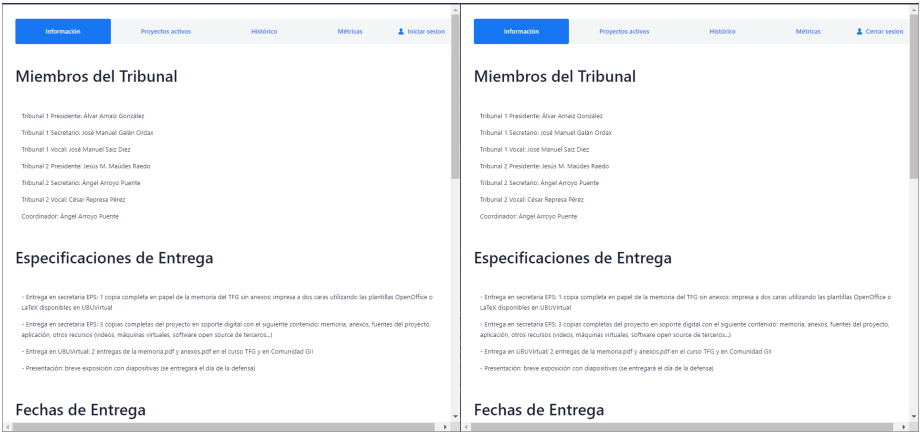 Información Proyectos activos Histórico Métricas Iniciar sesion
Miembros del Tribunal
Tribunal 1 Presidente: Álvar Arnaiz González
Tribunal 1 Secretario: José Manuel Galán Ordax
Tribunal 1 Vocal: José Manuel Saiz Diez
Tribunal 2 Presidente: Jesús M. Maúdes Raedo
Tribunal 2 Secretario: Ángel Arroyo Puente
Tribunal 2 Vocal: César Represa Pérez
Coordinador: Ángel Arroyo Puente
Especificaciones de Entrega
- Entrega en secretaria EPS: 1 copia completa en papel de la memoria del TFG sin anexos: impresa a dos caras utilizando las plantillas OpenOffice o
LaTeX disponibles en UBUVirtual
- Entrega en secretaria EPS: 3 copias completas del proyecto en soporte digital con el siguiente contenido: memoria, anexos, fuentes del proyecto,
aplicación, otros recursos (vídeos, máquinas virtuales, software open source de terceros...)
- Entrega en UBUVirtual: 2 entregas de la memoria.pdf y anexos.pdf en el curso TFG y en Comunidad GII
- Presentación: breve exposición con diapositivas (se entregará el día de la defensa)
Fechas de Entrega
Información Proyectos activos Histórico Métricas Cerrar sesion
Miembros del Tribunal
Tribunal 1 Presidente: Álvar Arnaiz González
Tribunal 1 Secretario: José Manuel Galán Ordax
Tribunal 1 Vocal: José Manuel Saiz Diez
Tribunal 2 Presidente: Jesús M. Maúdes Raedo
Tribunal 2 Secretario: Ángel Arroyo Puente
Tribunal 2 Vocal: César Represa Pérez
Coordinador: Ángel Arroyo Puente
Especificaciones de Entrega
- Entrega en secretaria EPS: 1 copia completa en papel de la memoria del TFG sin anexos: impresa a dos caras utilizando las plantillas OpenOffice o
LaTeX disponibles en UBUVirtual
- Entrega en secretaria EPS: 3 copias completas del proyecto en soporte digital con el siguiente contenido: memoria, anexos, fuentes del proyecto,
aplicación, otros recursos (vídeos, máquinas virtuales, software open source de terceros...)
- Entrega en UBUVirtual: 2 entregas de la memoria.pdf y anexos.pdf en el curso TFG y en Comunidad GII
- Presentación: breve exposición con diapositivas (se entregará el día de la defensa)
Fechas de Entrega